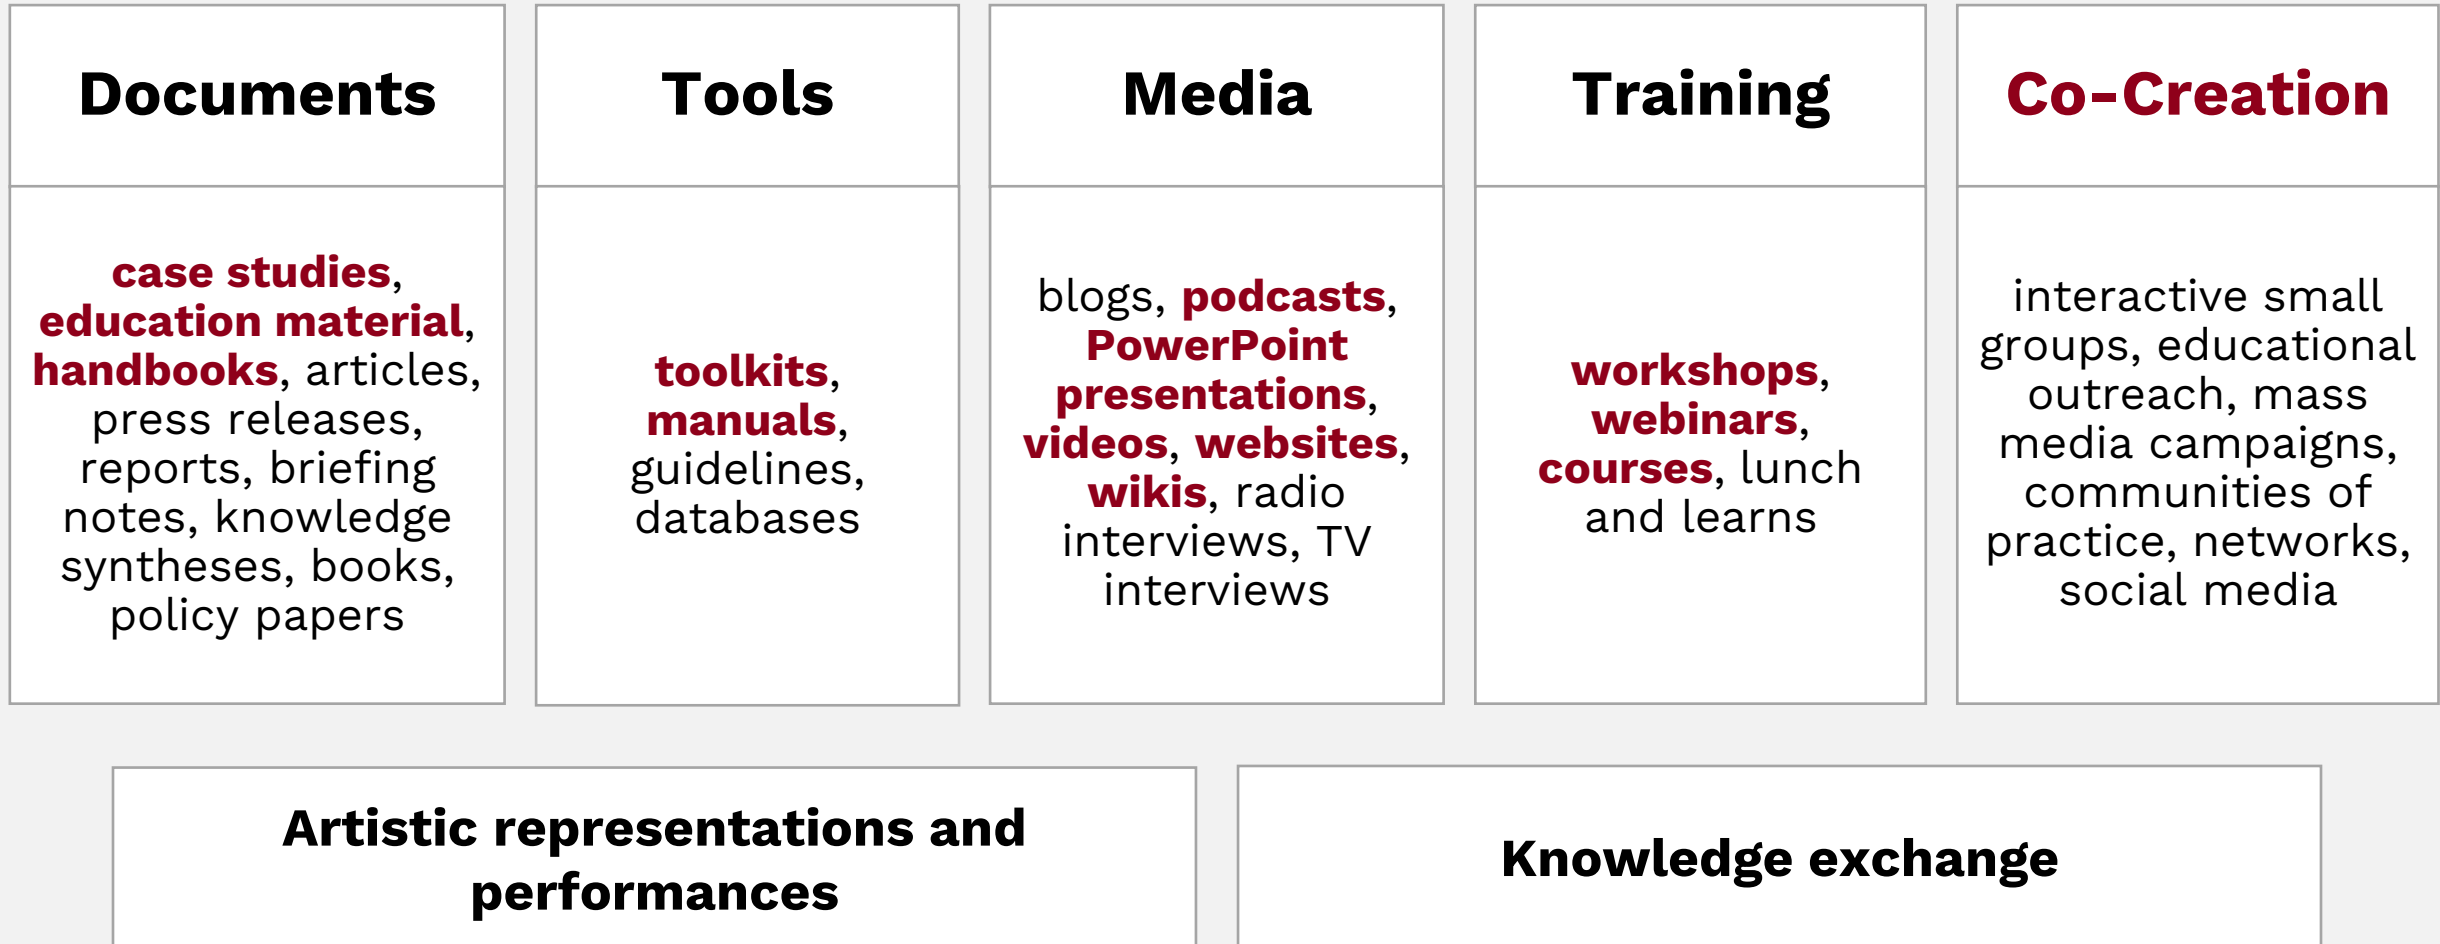 Documents
case studies,
education material,
handbooks, articles,
press releases,
reports, briefing
notes, knowledge
syntheses, books,
policy papers
Tools
toolkits,
manuals,
guidelines,
databases
Media
blogs, podcasts,
PowerPoint
presentations,
videos, websites,
wikis, radio
interviews, TV
interviews
Training
workshops,
webinars,
courses, lunch
and learns
Co-Creation
interactive small
groups, educational
outreach, mass
media campaigns,
communities of
practice, networks,
social media
Artistic representations and
performances
Knowledge exchange